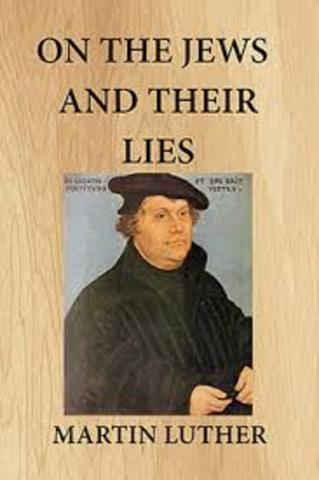 ON THE JEWS
AND THEIR
LIES
MARTIN LUTHER